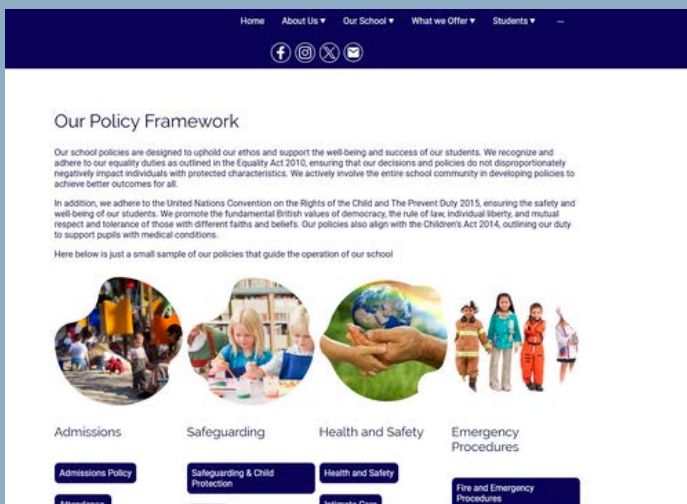 Home About Us ▾ Our School ▾ What we Offer ▾ Students ▾ ...
Our Policy Framework
Our school policies are designed to uphold our ethos and support the well-being and success of our students. We recognize and
adhere to our equality duties as outlined in the Equality Act 2010, ensuring that our decisions and policies do not disproportionately
negatively impact individuals with protected characteristics. We actively involve the entire school community in developing policies to
achieve better outcomes for all.
In addition, we adhere to the United Nations Convention on the Rights of the Child and The Prevent Duty 2015, ensuring the safety and
well-being of our students. We promote the fundamental British values of democracy, the rule of law, individual liberty, and mutual
respect and tolerance of those with different faiths and beliefs. Our policies also align with the Children's Act 2014, outlining our duty
to support pupils with medical conditions.
Here below is just a small sample of our policies that guide the operation of our school
Admissions
Safeguarding
Health and Safety
Emergency
Procedures
Admissions Policy
Safeguarding & Child
Protection
Health and Safety
Fire and Emergency
Procedures
Attendance
Intimate Care